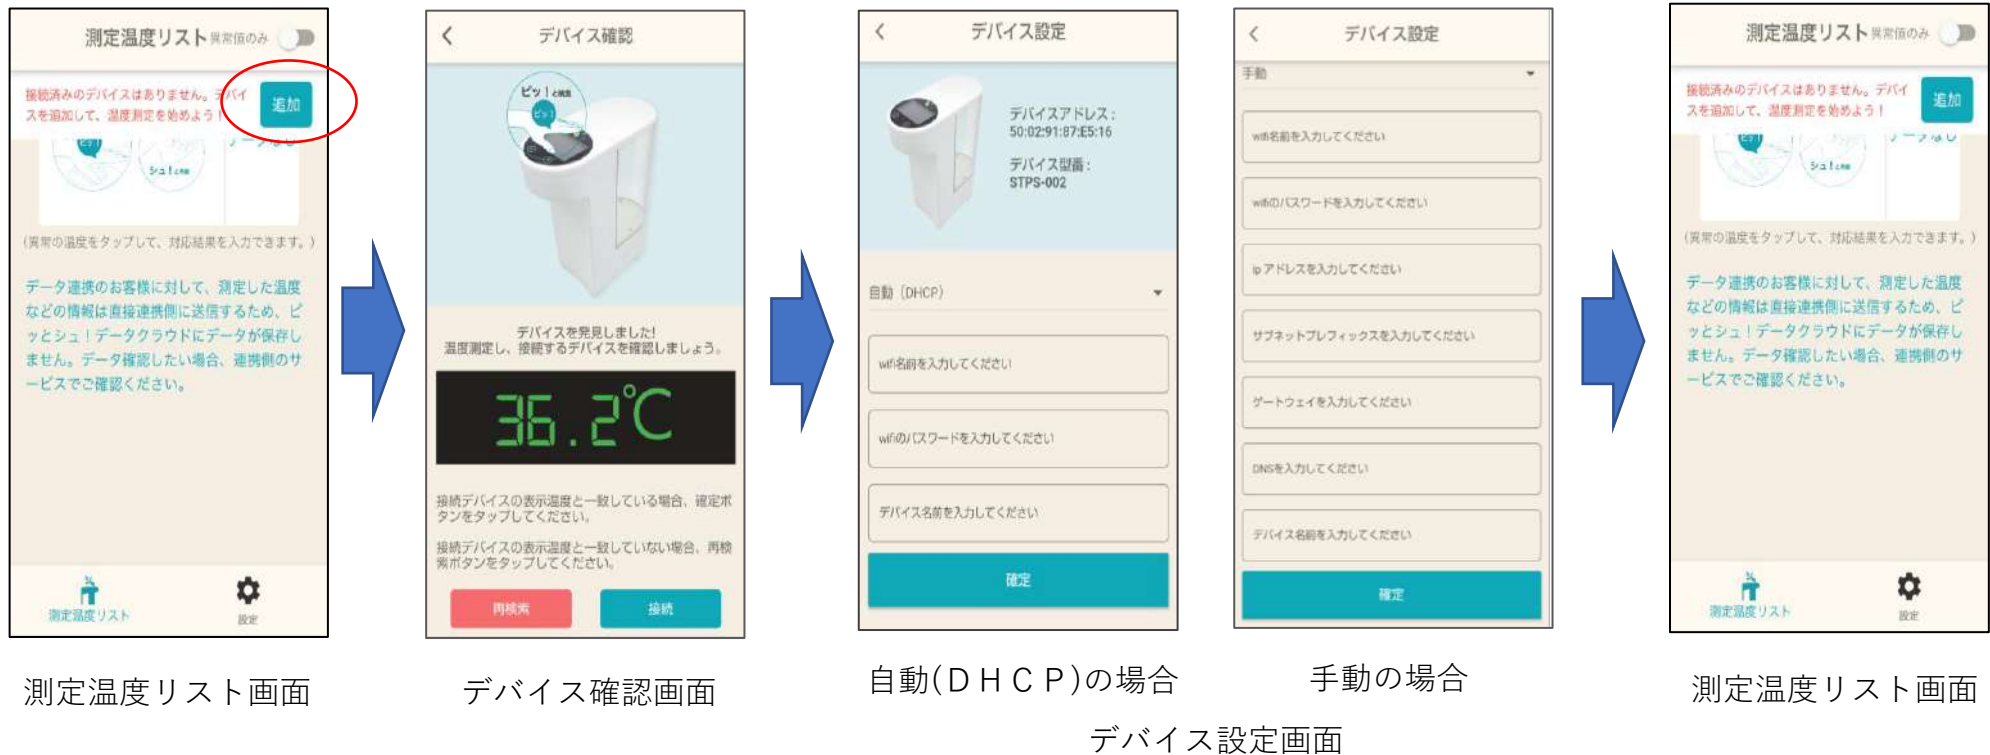 測定温度リスト 異常値のみ
接続済みのデバイスはありません。デバイ
スを追加して、温度測定を始めよう!
追加
ピッ!
シュ!と消毒
データなし
(異常の温度をタップして、対応結果を入力できます。)
データ連携のお客様に対して、測定した温度
などの情報は直接連携側に送信するため、ピ
ッとシュ!データクラウドにデータが保存し
ません。データ確認したい場合、連携側のサ
ービスでご確認ください。
測定温度リスト
設定
測定温度リスト画面
デバイス確認
ピッ!と検温
ピッ!
デバイスを発見しました!
温度測定し、接続するデバイスを確認しましょう。
36.2℃
接続デバイスの表示温度と一致している場合、確定ボ
タンをタップしてください。
接続デバイスの表示温度と一致していない場合、再検
索ボタンをタップしてください。
再検索
接続
デバイス確認画面
デバイス設定
デバイスアドレス:
50:02:91:87:E5:16
デバイス型番:
STPS-002
自動(DHCP)
wifi名前を入力してください
wifiのパスワードを入力してください
デバイス名前を入力してください
確定
自動(DHCP)の場合
デバイス設定
手動
wifi名前を入力してください
wifiのパスワードを入力してください
ipアドレスを入力してください
サブネットプレフィックスを入力してください
ゲートウェイを入力してください
DNSを入力してください
デバイス名前を入力してください
確定
手動の場合
デバイス設定画面
測定温度リスト 異常値のみ
接続済みのデバイスはありません。デバイ
スを追加して、温度測定を始めよう!
追加
シュ!と消毒
データなし
(異常の温度をタップして、対応結果を入力できます。)
データ連携のお客様に対して、測定した温度
などの情報は直接連携側に送信するため、ピ
ッとシュ!データクラウドにデータが保存し
ません。データ確認したい場合、連携側のサ
ービスでご確認ください。
測定温度リスト
設定
測定温度リスト画面